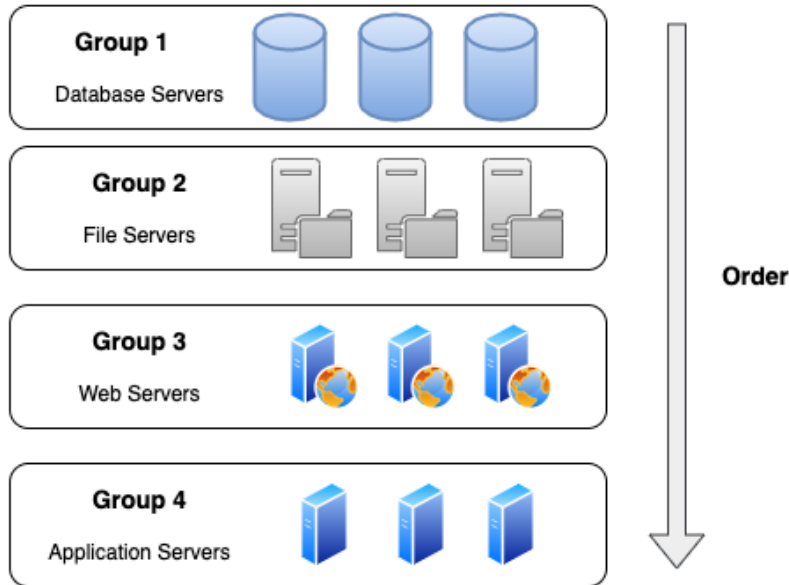 Group 1
Database Servers
Group 2
File Servers
Order
Group 3
Web Servers
Group 4
Application Servers